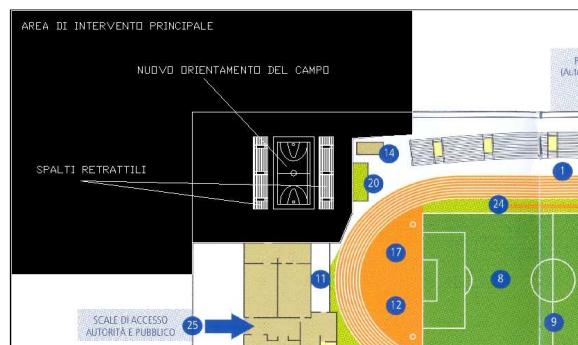 AREA DI INTERVENTO PRINCIPALE
NUOVO ORIENTAMENTO DEL CAMPO
SPALTI RETRATTILI
14
20
1
24
17
11
8
12
9
SCALE DI ACCESSO
AUTORITÀ E PUBBLICO
25
(Aut